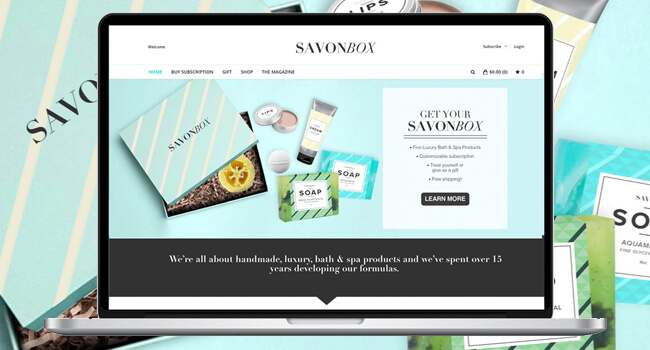 SAVON
Welcome
SAVONBOX
Subscribe
Login
HOME
BUY SUBSCRIPTION
GIFT
SHOP
THE MAGAZINE
$0.00 (0)
0
SAVONBOX
LIPS
CREAM
SOAP
SOAP
GET YOUR
SAVONBOX
• Five Luxury Bath & Spa Products
• Customizable subscription
• Treat yourself or
give as a gift
• Free shipping!
LEARN MORE
We're all about handmade, luxury, bath & spa products and we've spent over 15
years developing our formulas.
LIPS
SO
AQUAM
FINE GLYCER